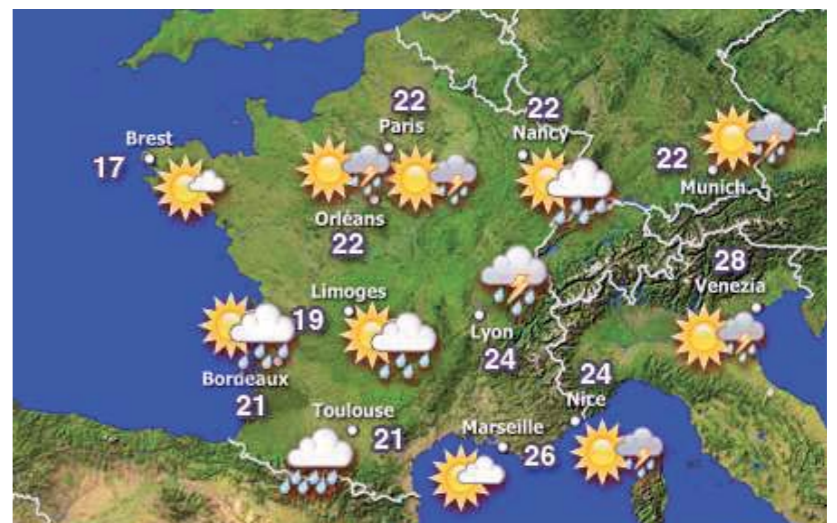 22
Paris
22
Nancy
Brest
17
22
Munich
Orléans
22
28
Venezia
Limoges
19
Lyon
24
Bordeaux
21
24
Nice
Toulouse
21
Marseille
26